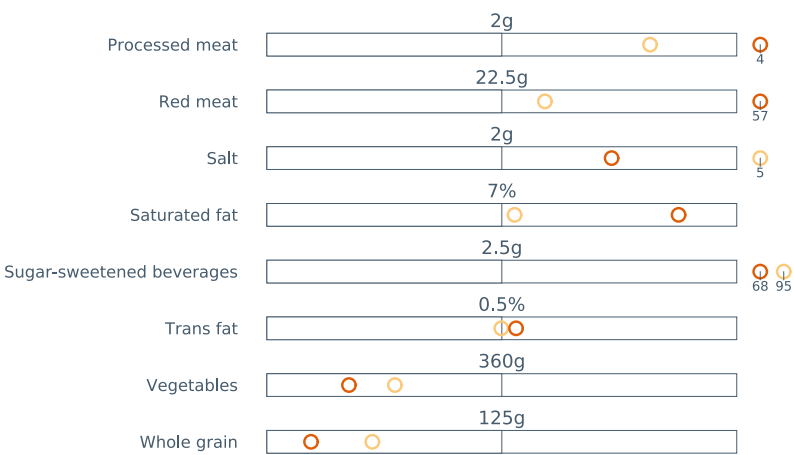 2g
Processed meat
4
22.5g
Red meat
57
2g
Salt
5
7%
Saturated fat
2.5g
Sugar-sweetened beverages
68 95
0.5%
Trans fat
360g
Vegetables
125g
Whole grain